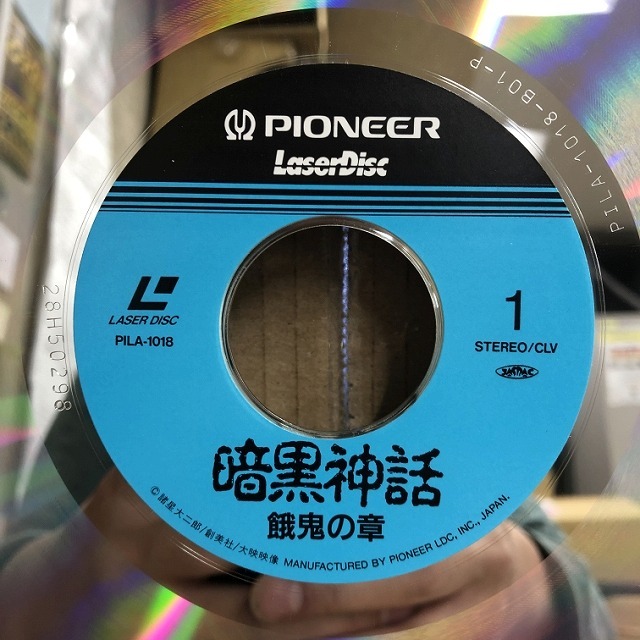 PIONEER
LaserDisc
PILA-1018-B01-P
28H50298
LASER DISC
PILA-1018
1
STEREO/CLV
暗黒神話
餓鬼の章
©諸星大二郎/創美社/大映映像 MANUFACTURED BY PIONEER LDC, INC., JAPAN.